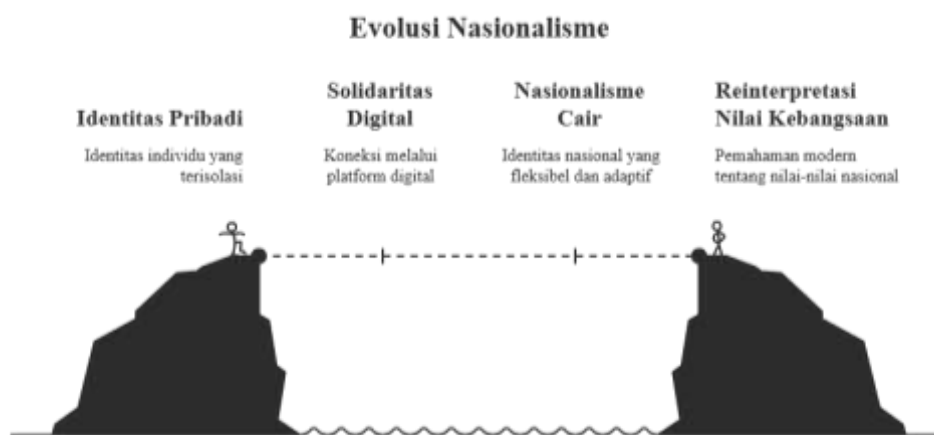 Evolusi Nasionalisme
Identitas Pribadi
Identitas individu yang
terisolasi
Solidaritas
Digital
Koneksi melalui
platform digital
Nasionalisme
Cair
Identitas nasional yang
fleksibel dan adaptif
Reinterpretasi
Nilai Kebangsaan
Pemahaman modern
tentang nilai-nilai nasional